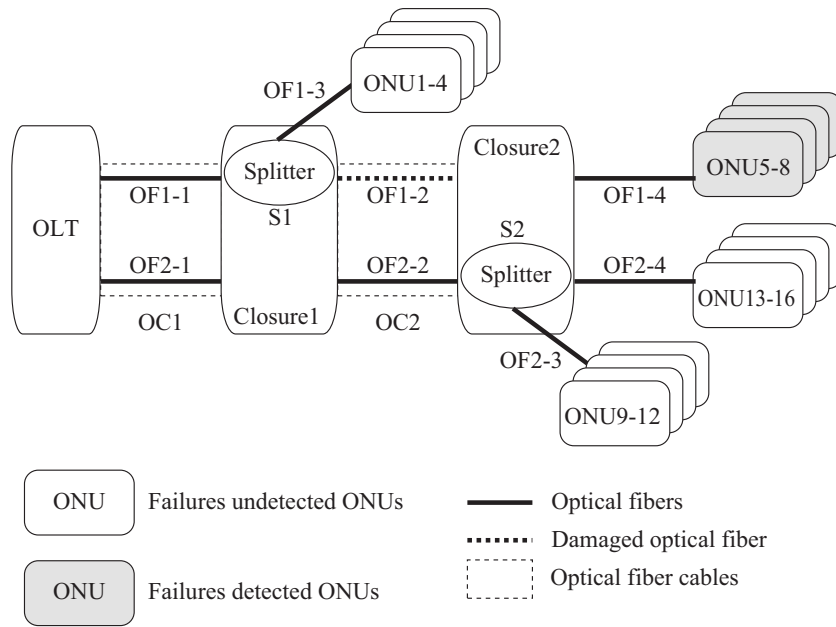 OF1-3
ONU1-4
Closure2
ONU5-8
Splitter
OF1-1
S1
OF1-2
OF1-4
OLT
S2
OF2-1
OF2-2
Splitter
OF2-4
ONU13-16
OC1
Closure1
OC2
OF2-3
ONU9-12
ONU
Failures undetected ONUs
Optical fibers
Damaged optical fiber
Optical fiber cables
ONU
Failures detected ONUs